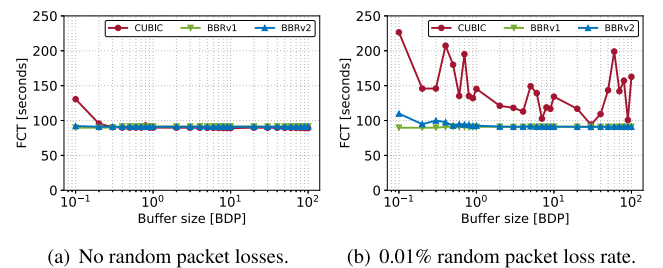 CUBIC BBRv1 BBRv2
250
200
150
100
50
0
FCT [seconds]
10⁻¹ 10⁰ 10¹ 10²
Buffer size [BDP]
(a) No random packet losses.
CUBIC BBRv1 BBRv2
250
200
150
100
50
0
FCT [seconds]
10⁻¹ 10⁰ 10¹ 10²
Buffer size [BDP]
(b) 0.01% random packet loss rate.